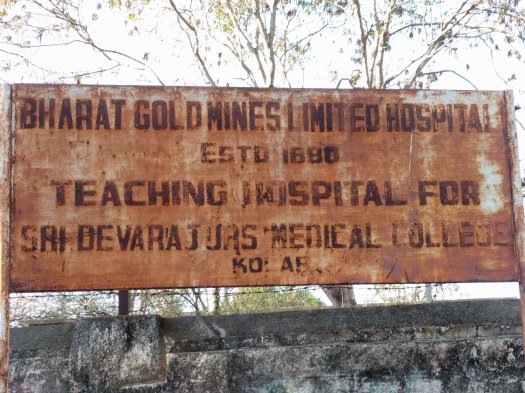 BHARAT GOLD MINES LIMITED HOSPITAL
ESTD 1880
TEACHING HOSPITAL FOR
SRI DEVARAJ URS MEDICAL COLLEGE
KOLAR